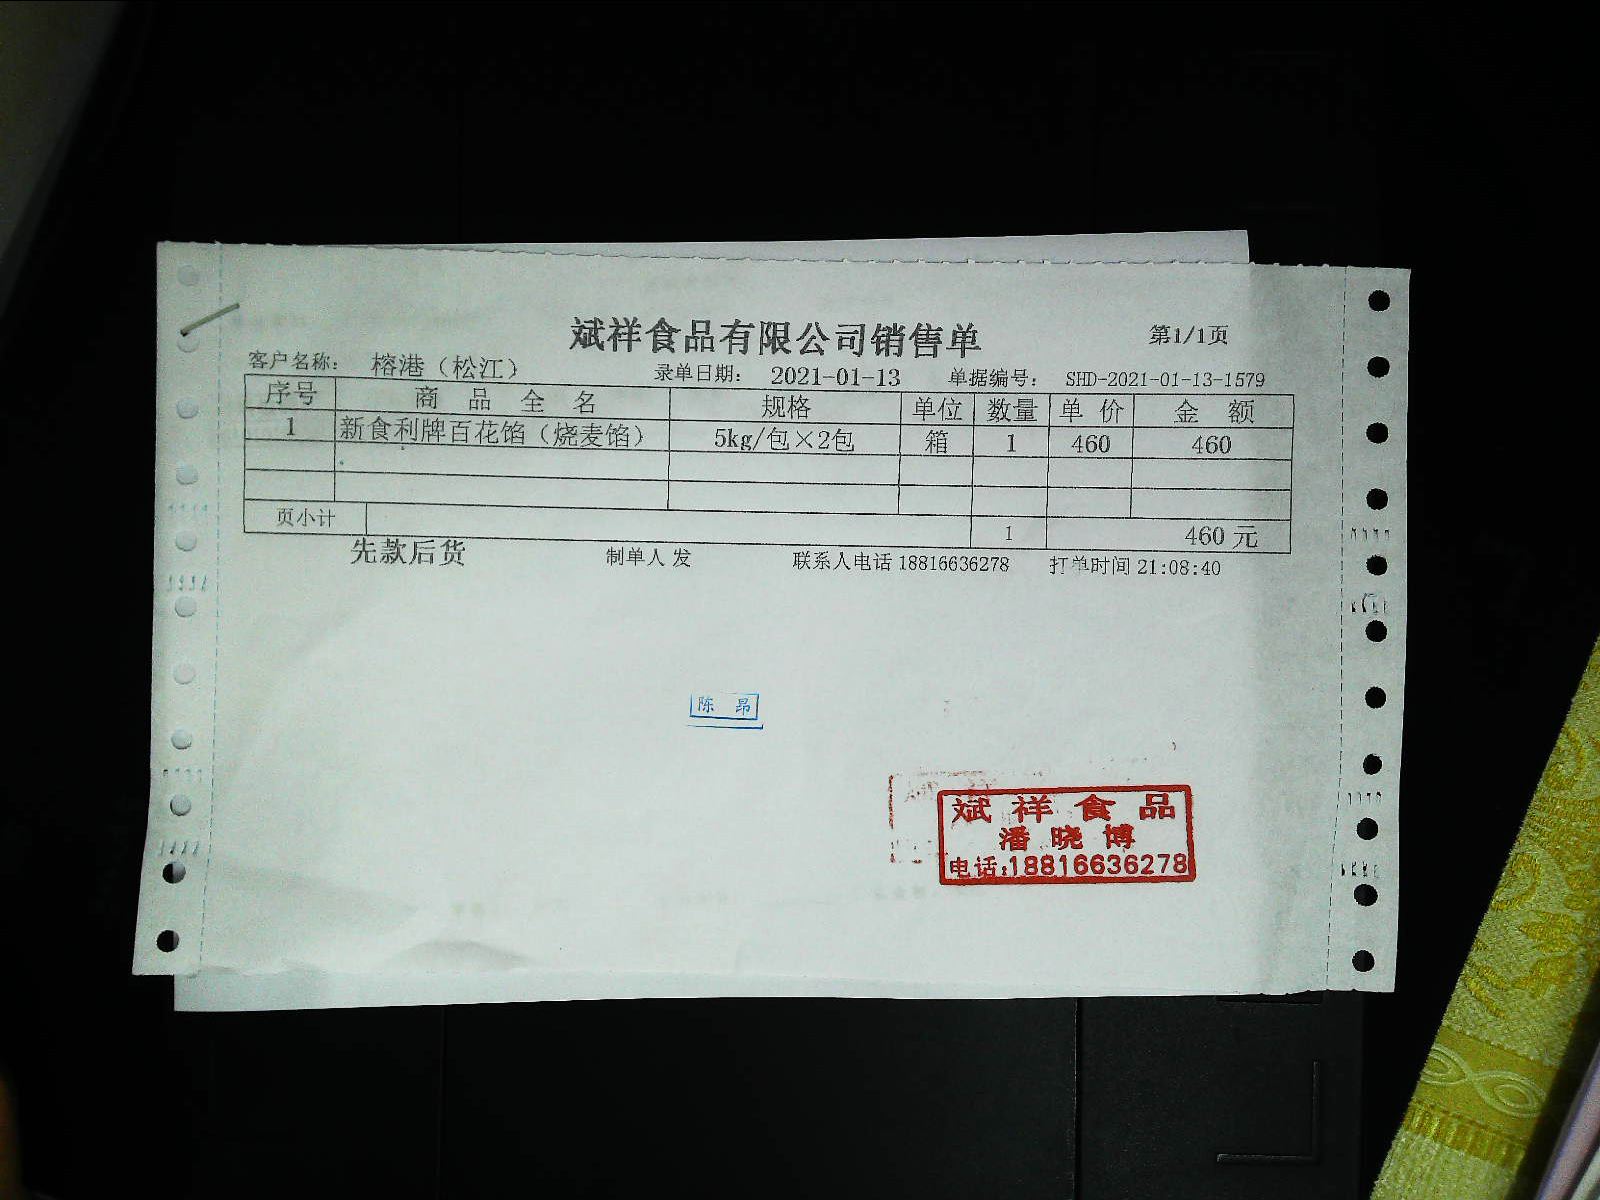 斌祥食品有限公司销售单 第1/1页
客户名称： 榕港（松江） 录单日期： 2021-01-13 单据编号： SHD-2021-01-13-1579
序号 商品全名 规格 单位 数量 单价 金额
1 新食利牌百花馅（烧麦馅） 5kg/包×2包 箱 1 460 460
页小计 1 460 元
先款后货 制单人 发 联系人电话 18816636278 打单时间 21:08:40
陈 昂
斌祥食品
潘晓博
电话:18816636278